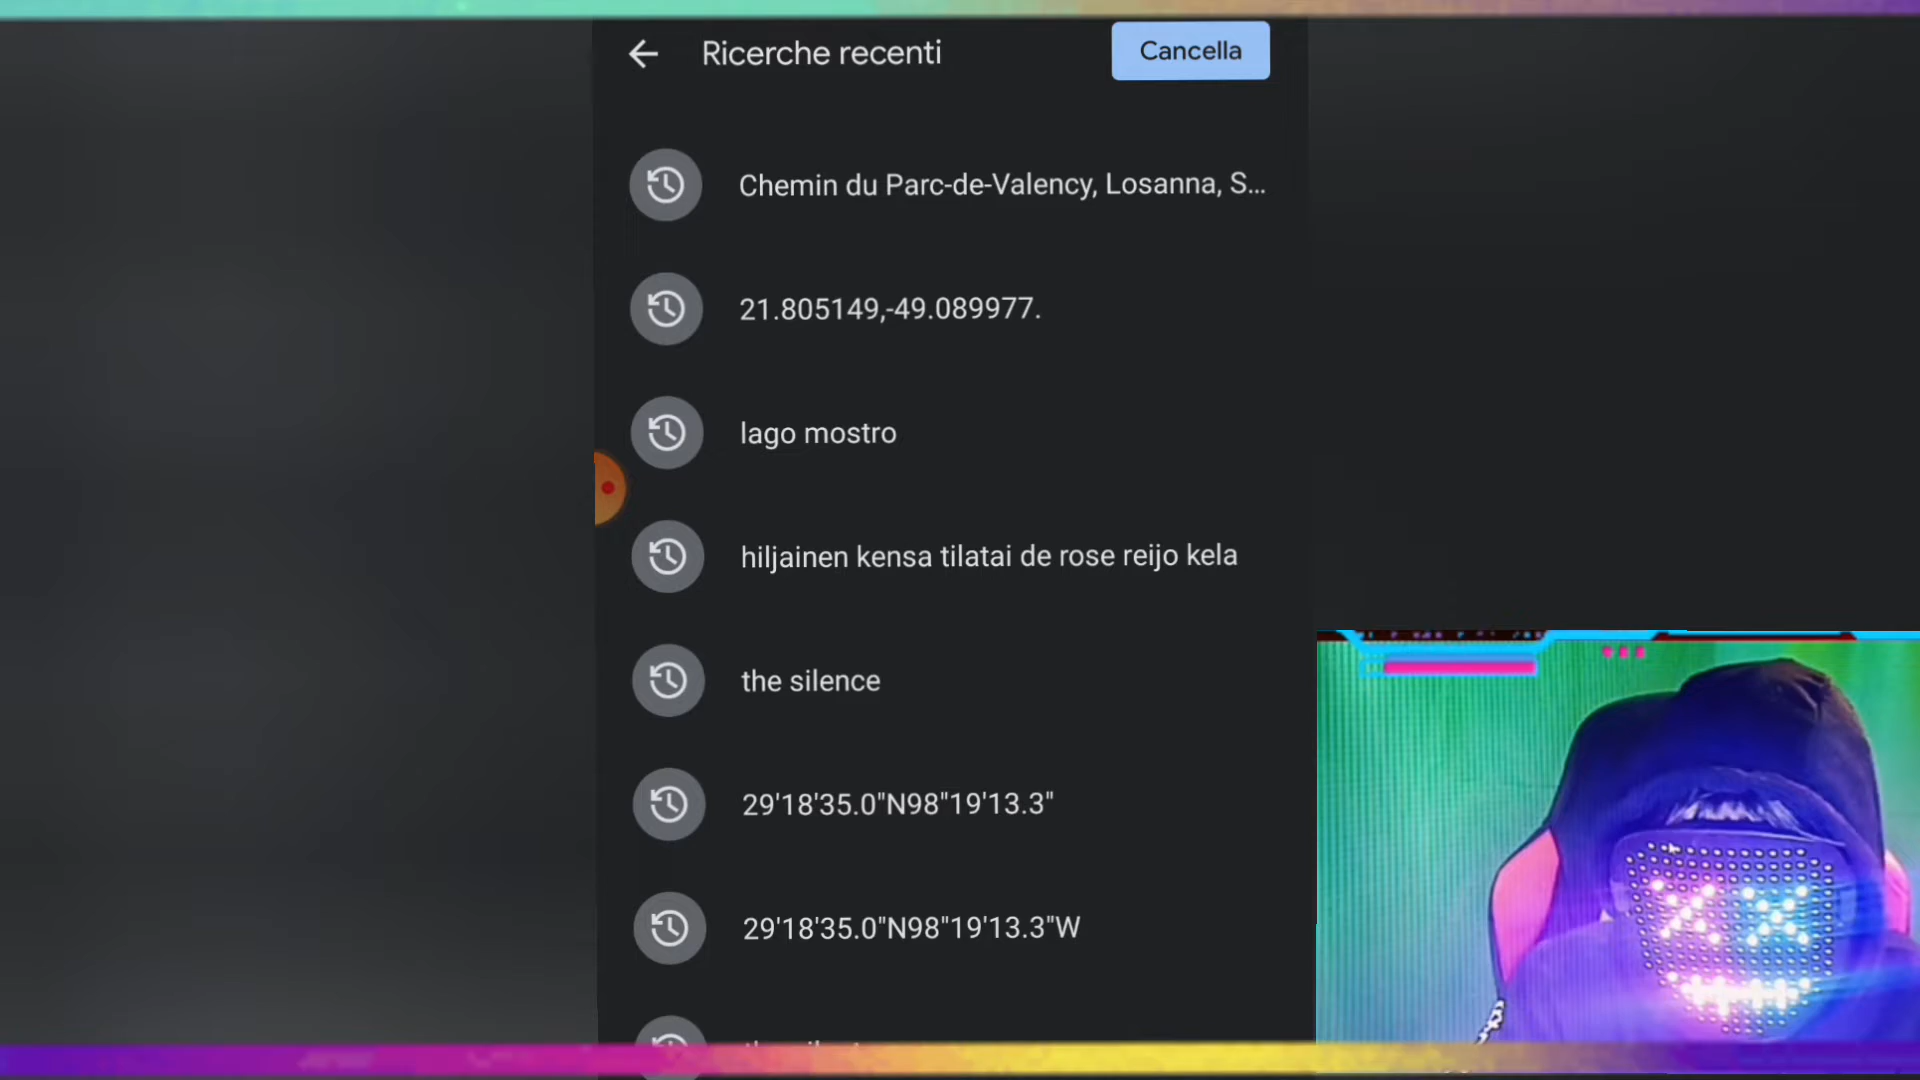 Ricerche recenti
Cancella
Chemin du Parc-de-Valency, Losanna, S...
21.805149,-49.089977.
lago mostro
hiljainen kensa tilatai de rose reijo kela
the silence
29'18'35.0"N98"19'13.3"
29'18'35.0"N98"19'13.3"W